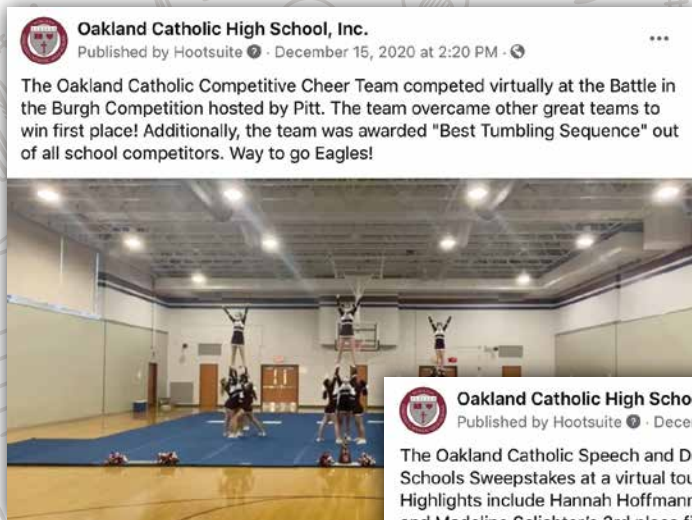 Oakland Catholic High School, Inc.
Published by Hootsuite · December 15, 2020 at 2:20 PM ·
The Oakland Catholic Competitive Cheer Team competed virtually at the Battle in
the Burgh Competition hosted by Pitt. The team overcame other great teams to
win first place! Additionally, the team was awarded "Best Tumbling Sequence" out
of all school competitors. Way to go Eagles!
Oakland Catholic High
Published by Hootsuite ·
The Oakland Catholic Speech and
Schools Sweepstakes at a virtual
Highlights include Hannah Hoffmann